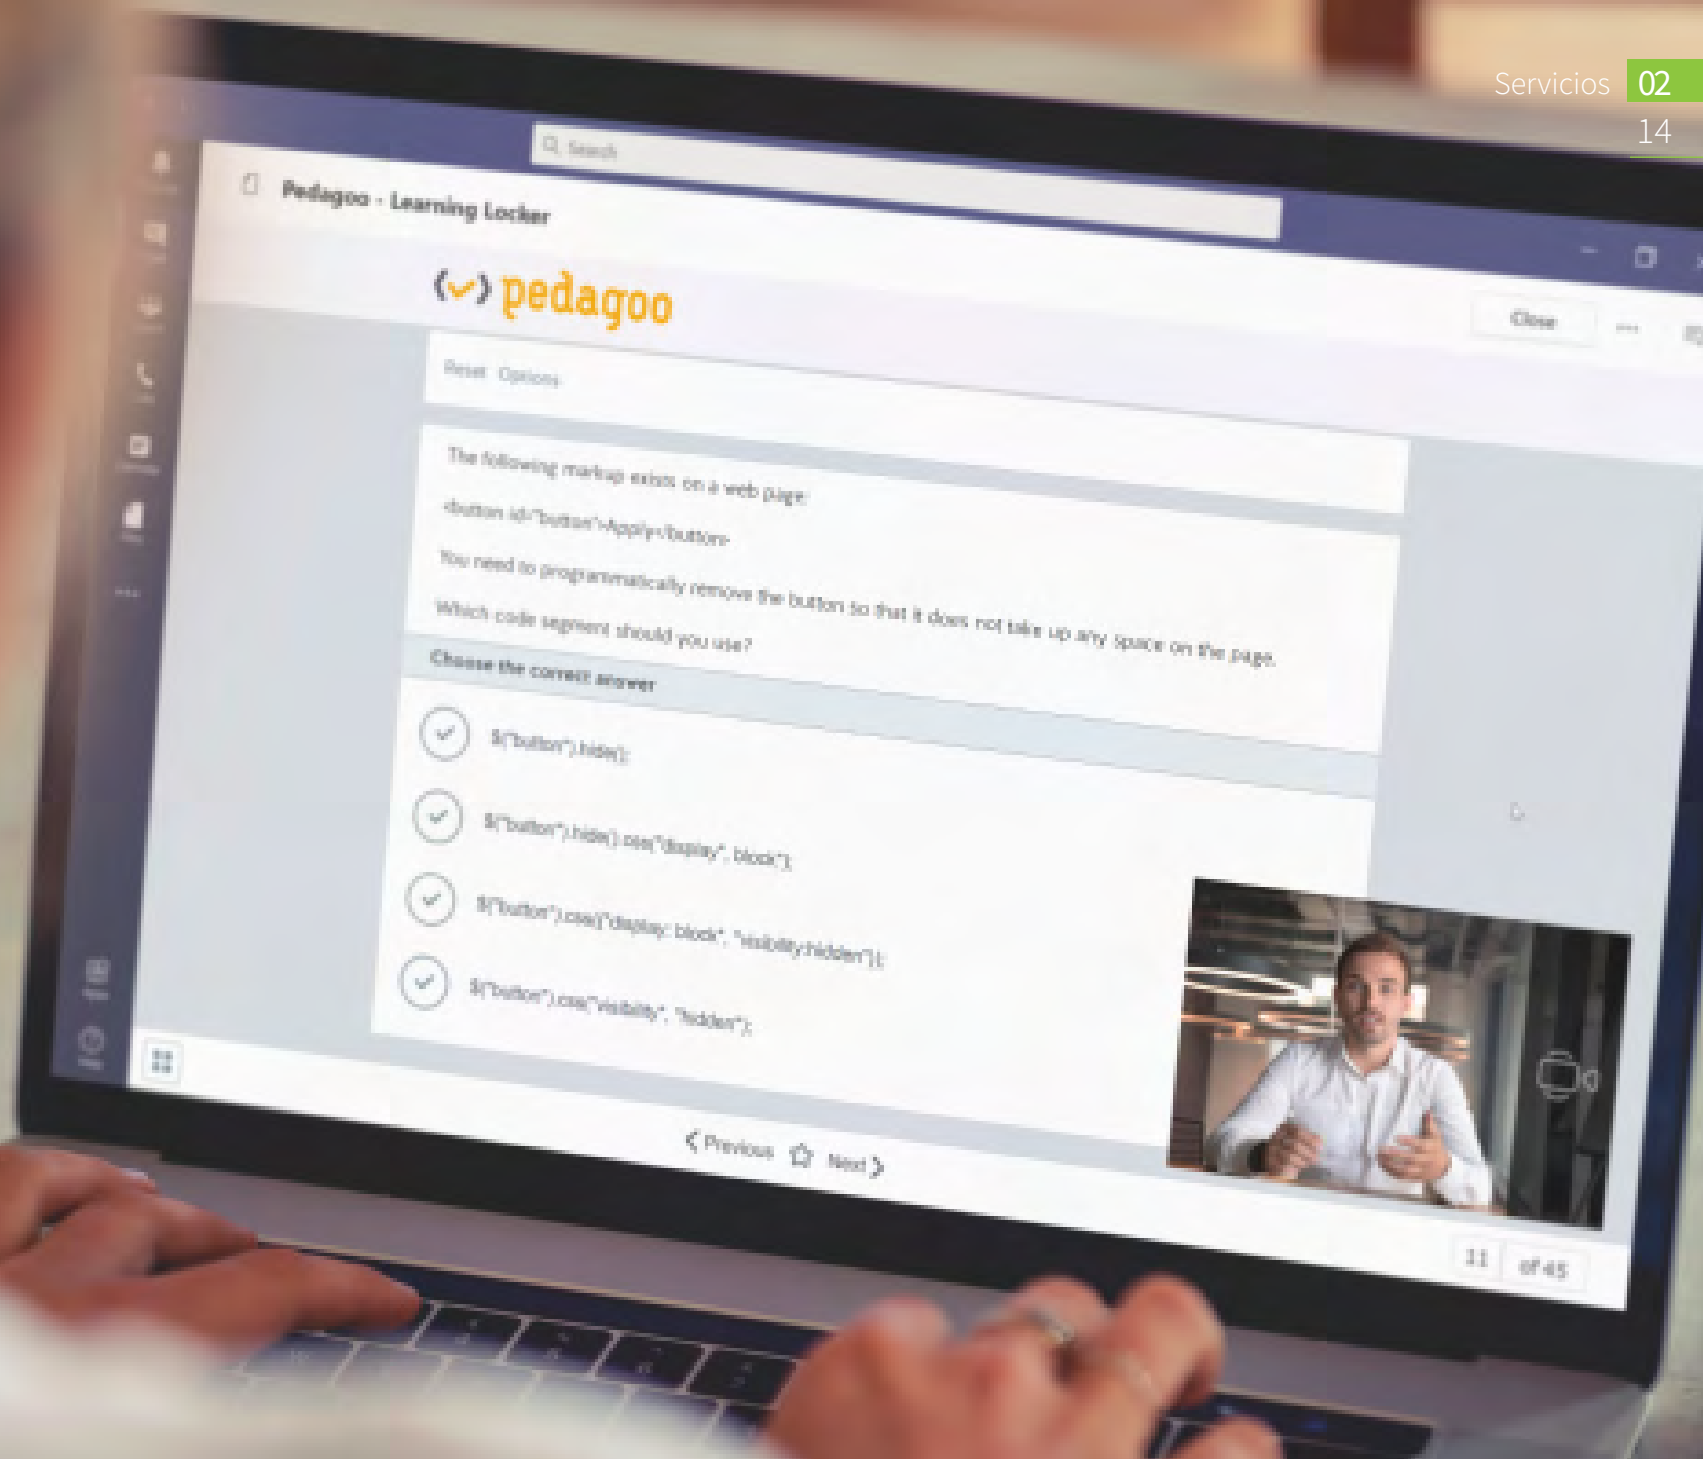 Servicios 02
14
Search
Pedagoo - Learning Locker
pedagoo
Close
Reset Options
The following markup exists on a web page:
<button id="button">Apply</button>
You need to programmatically remove the button so that it does not take up any space on the page.
Which code segment should you use?
Choose the correct answer
$("button").hide();
$("button").hide().css("display", block");
$("button").css({"display: block", "visibility:hidden"});
$("button").css("visibility", "hidden");
Previous Next
11 of 45